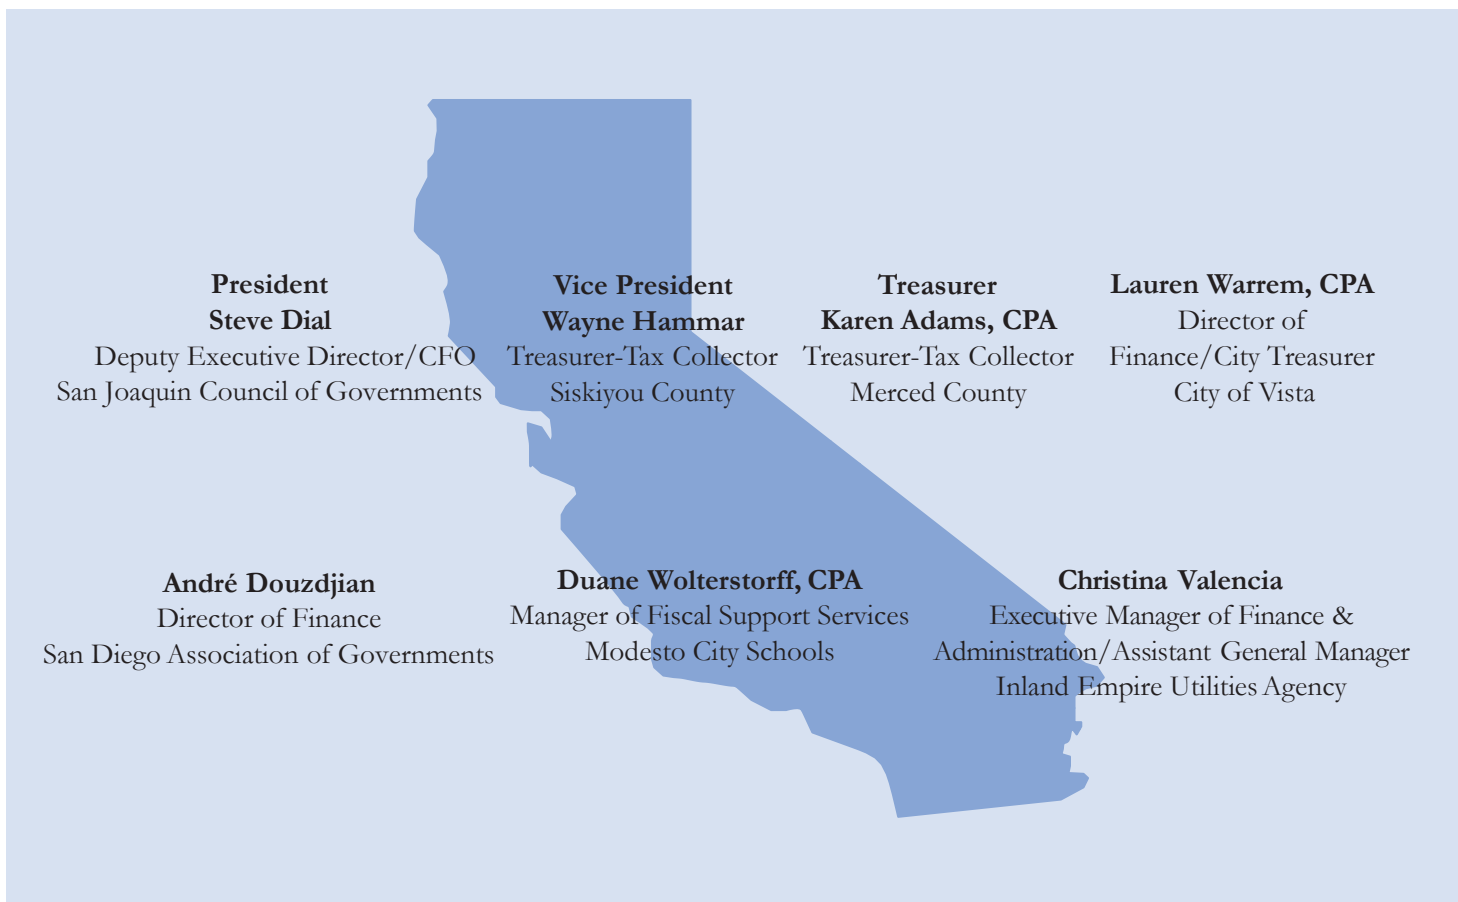 President
Steve Dial
Deputy Executive Director/CFO
San Joaquin Council of Governments
Vice President
Wayne Hammar
Treasurer-Tax Collector
Siskiyou County
Treasurer
Karen Adams, CPA
Treasurer-Tax Collector
Merced County
Lauren Warrem, CPA
Director of
Finance/City Treasurer
City of Vista
André Douzdjian
Director of Finance
San Diego Association of Governments
Duane Wolterstorff, CPA
Manager of Fiscal Support Services
Modesto City Schools
Christina Valencia
Executive Manager of Finance &
Administration/Assistant General Manager
Inland Empire Utilities Agency